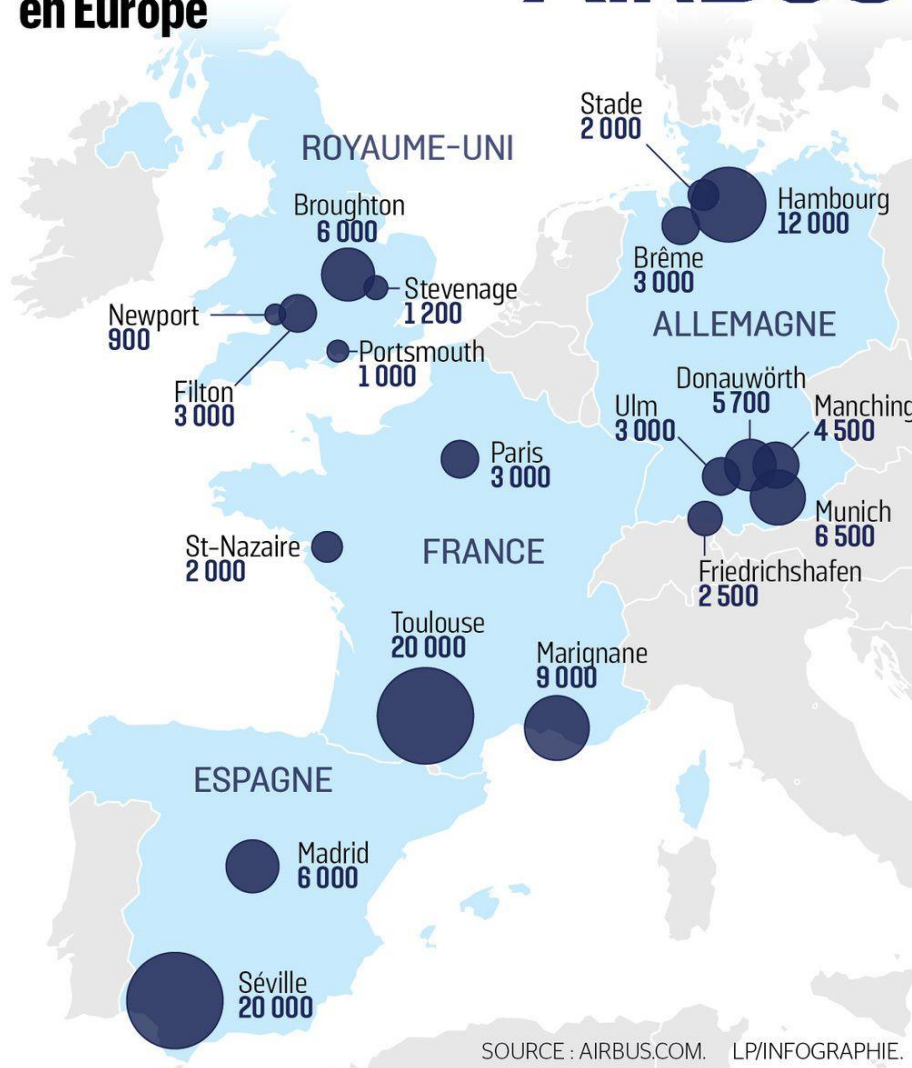 en Europe
AIRBUS
ROYAUME-UNI
Stade
2 000
Hambourg
12 000
Broughton
6 000
Brême
3 000
Stevenage
1 200
Newport
900
ALLEMAGNE
Portsmouth
1 000
Filton
3 000
Donauwörth
5 700
Ulm
3 000
Manching
4 500
Paris
3 000
Munich
6 500
St-Nazaire
2 000
FRANCE
Friedrichshafen
2 500
Toulouse
20 000
Marignane
9 000
ESPAGNE
Madrid
6 000
Séville
20 000
SOURCE : AIRBUS.COM. LP/INFOGRAPHIE.